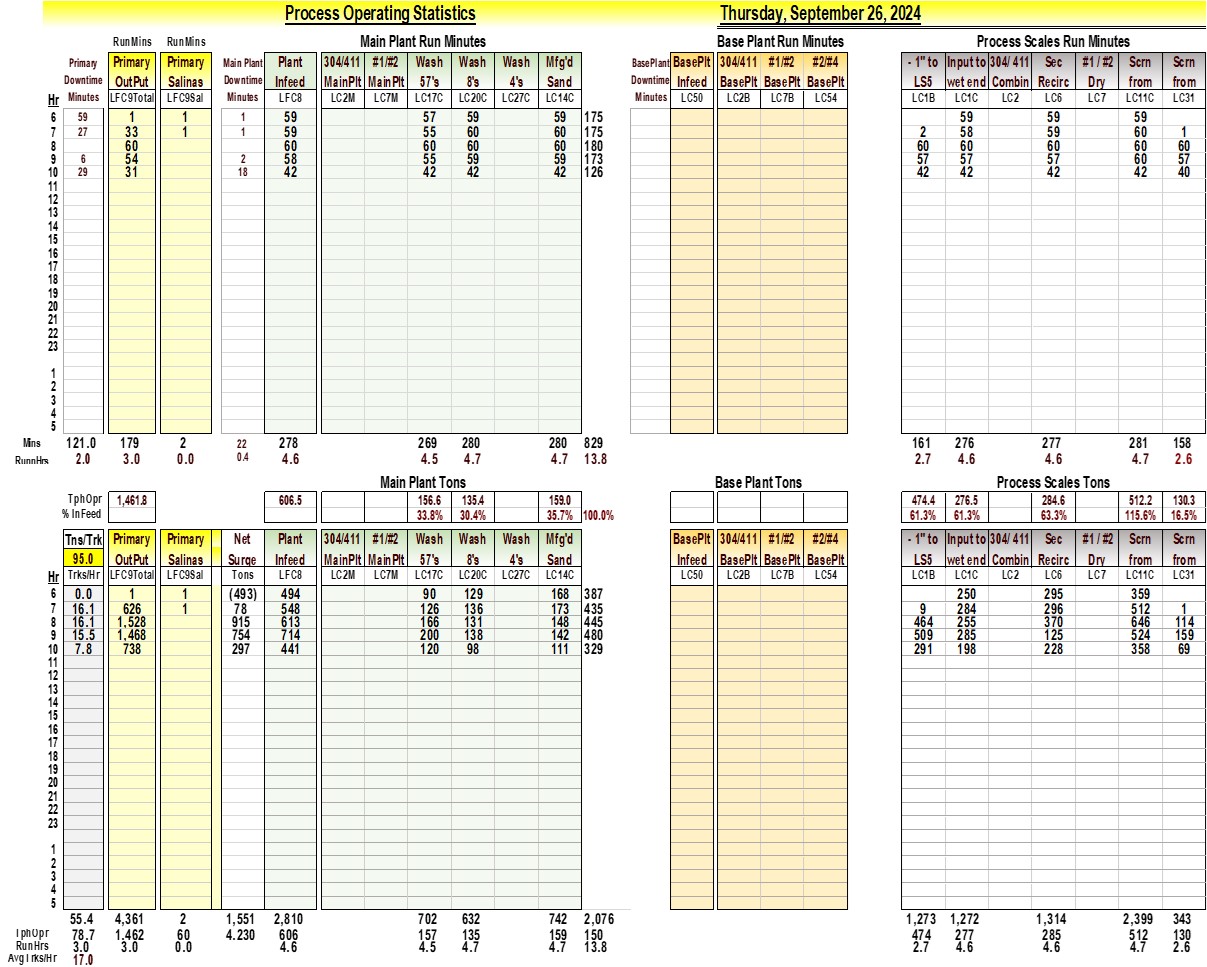 Process Operating Statistics Thursday, September 26, 2024
RunMins RunMins Main Plant Run Minutes Base Plant Run Minutes Process Scales Run Minutes
Primary Primary Primary Main Plant Plant 304/411 #1/#2 Wash Wash Wash Mfg'd BasePlant BasePlt 304/411 #1/#2 #2/#4 - 1" to Input to 304/ 411 Sec #1 / #2 Scrn Scrn
Downtime OutPut Salinas Downtime Infeed MainPlt MainPlt 57's 8's 4's Sand Downtime Infeed BasePlt BasePlt BasePlt LS5 wet end Combin Recirc Dry from from
Hr Minutes LFC9Total LFC9Sal Minutes LFC8 LC2M LC7M LC17C LC20C LC27C LC14C Minutes LC50 LC2B LC7B LC54 LC1B LC1C LC2 LC6 LC7 LC11C LC31
6 59 1 1 1 59 57 59 59 175 59 59 59
7 27 33 1 1 59 55 60 60 175 2 58 59 60 1
8 60 60 60 60 60 180 60 60 60 60 60
9 6 54 2 58 55 59 59 173 57 57 57 60 57
10 29 31 18 42 42 42 42 126 42 42 42 42 40
11
12
13
14
15
16
17
18
19
20
21
22
23
1
2
3
4
5
Mins 121.0 179 2 22 278 269 280 280 829 161 276 277 281 158
RunnHrs 2.0 3.0 0.0 0.4 4.6 4.5 4.7 4.7 13.8 2.7 4.6 4.6 4.7 2.6
Main Plant Tons Base Plant Tons Process Scales Tons
TphOpr 1,461.8 606.5 156.6 135.4 159.0 474.4 276.5 284.6 512.2 130.3
% InFeed 33.8% 30.4% 35.7% 100.0% 61.3% 61.3% 63.3% 115.6% 16.5%
Tns/Trk Primary Primary Net Plant 304/411 #1/#2 Wash Wash Wash Mfg'd BasePlt 304/411 #1/#2 #2/#4 - 1" to Input to 304/ 411 Sec #1 / #2 Scrn Scrn
95.0 OutPut Salinas Surge Infeed MainPlt MainPlt 57's 8's 4's Sand Infeed BasePlt BasePlt BasePlt LS5 wet end Combin Recirc Dry from from
Hr Trks/Hr LFC9Total LFC9Sal Tons LFC8 LC2M LC7M LC17C LC20C LC27C LC14C LC50 LC2B LC7B LC54 LC1B LC1C LC2 LC6 LC7 LC11C LC31
6 0.0 1 1 (493) 494 90 129 168 387 250 295 359
7 16.1 626 1 78 548 126 136 173 435 9 284 296 512 1
8 16.1 1,528 915 613 166 131 148 445 464 255 370 646 114
9 15.5 1,468 754 714 200 138 142 480 509 285 125 524 159
10 7.8 738 297 441 120 98 111 329 291 198 228 358 69
11
12
13
14
15
16
17
18
19
20
21
22
23
1
2
3
4
5
55.4 4,361 2 1,551 2,810 702 632 742 2,076 1,273 1,272 1,314 2,399 343
TphOpr 78.7 1,462 60 4.230 606 157 135 159 150 474 277 285 512 130
RunHrs 3.0 3.0 0.0 4.6 4.5 4.7 4.7 13.8 2.7 4.6 4.6 4.7 2.6
AvgTrks/Hr 17.0